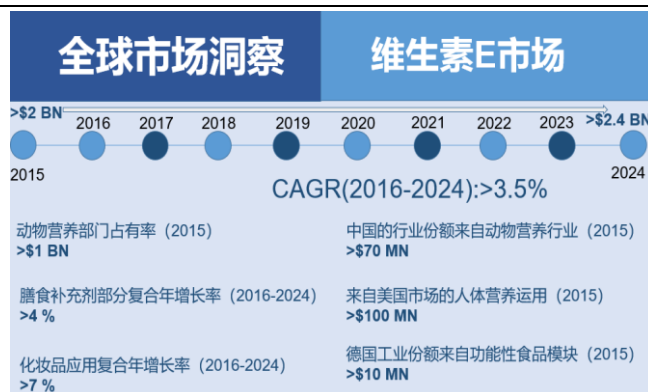 全球市场洞察
维生素E市场
>$2 BN
2016 2017 2018 2019 2020 2021 2022 2023
>$2.4 BN
2015
2024
CAGR(2016-2024):>3.5%
动物营养部门占有率（2015）
>$1 BN
膳食补充剂部分复合年增长率（2016-2024）
>4 %
化妆品应用复合年增长率（2016-2024）
>7 %
中国的行业份额来自动物营养行业（2015）
>$70 MN
来自美国市场的人体营养运用（2015）
>$100 MN
德国工业份额来自功能性食品模块（2015）
>$10 MN